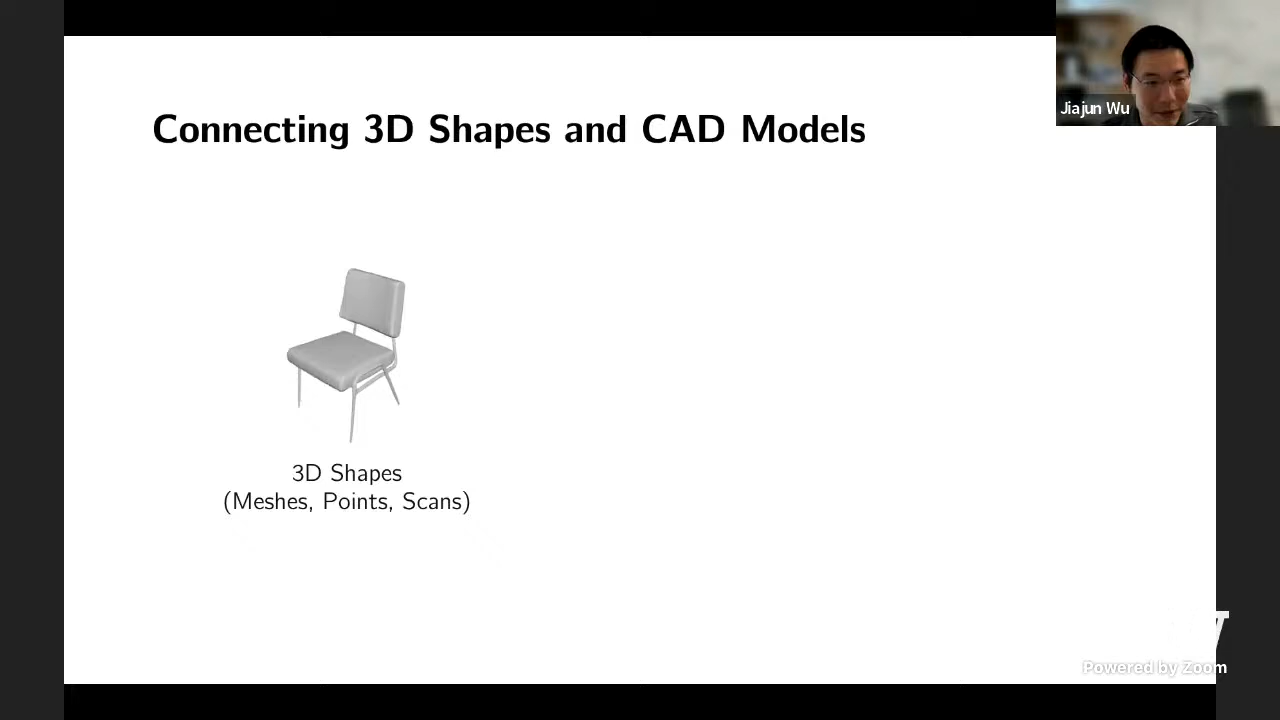 Connecting 3D Shapes and CAD Models
Jiajun Wu
3D Shapes
(Meshes, Points, Scans)
Powered by Zoom